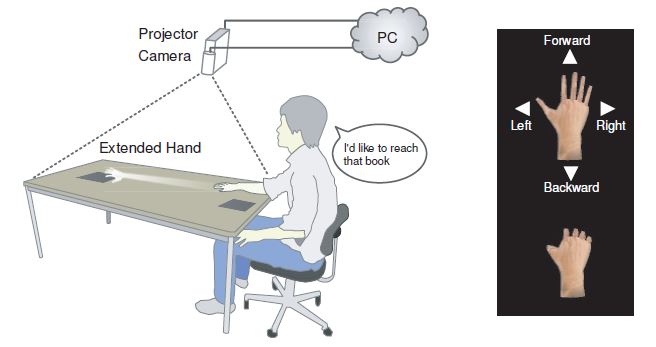 Projector
Camera
PC
Extended Hand
I'd like to reach
that book
Forward
Left
Right
Backward